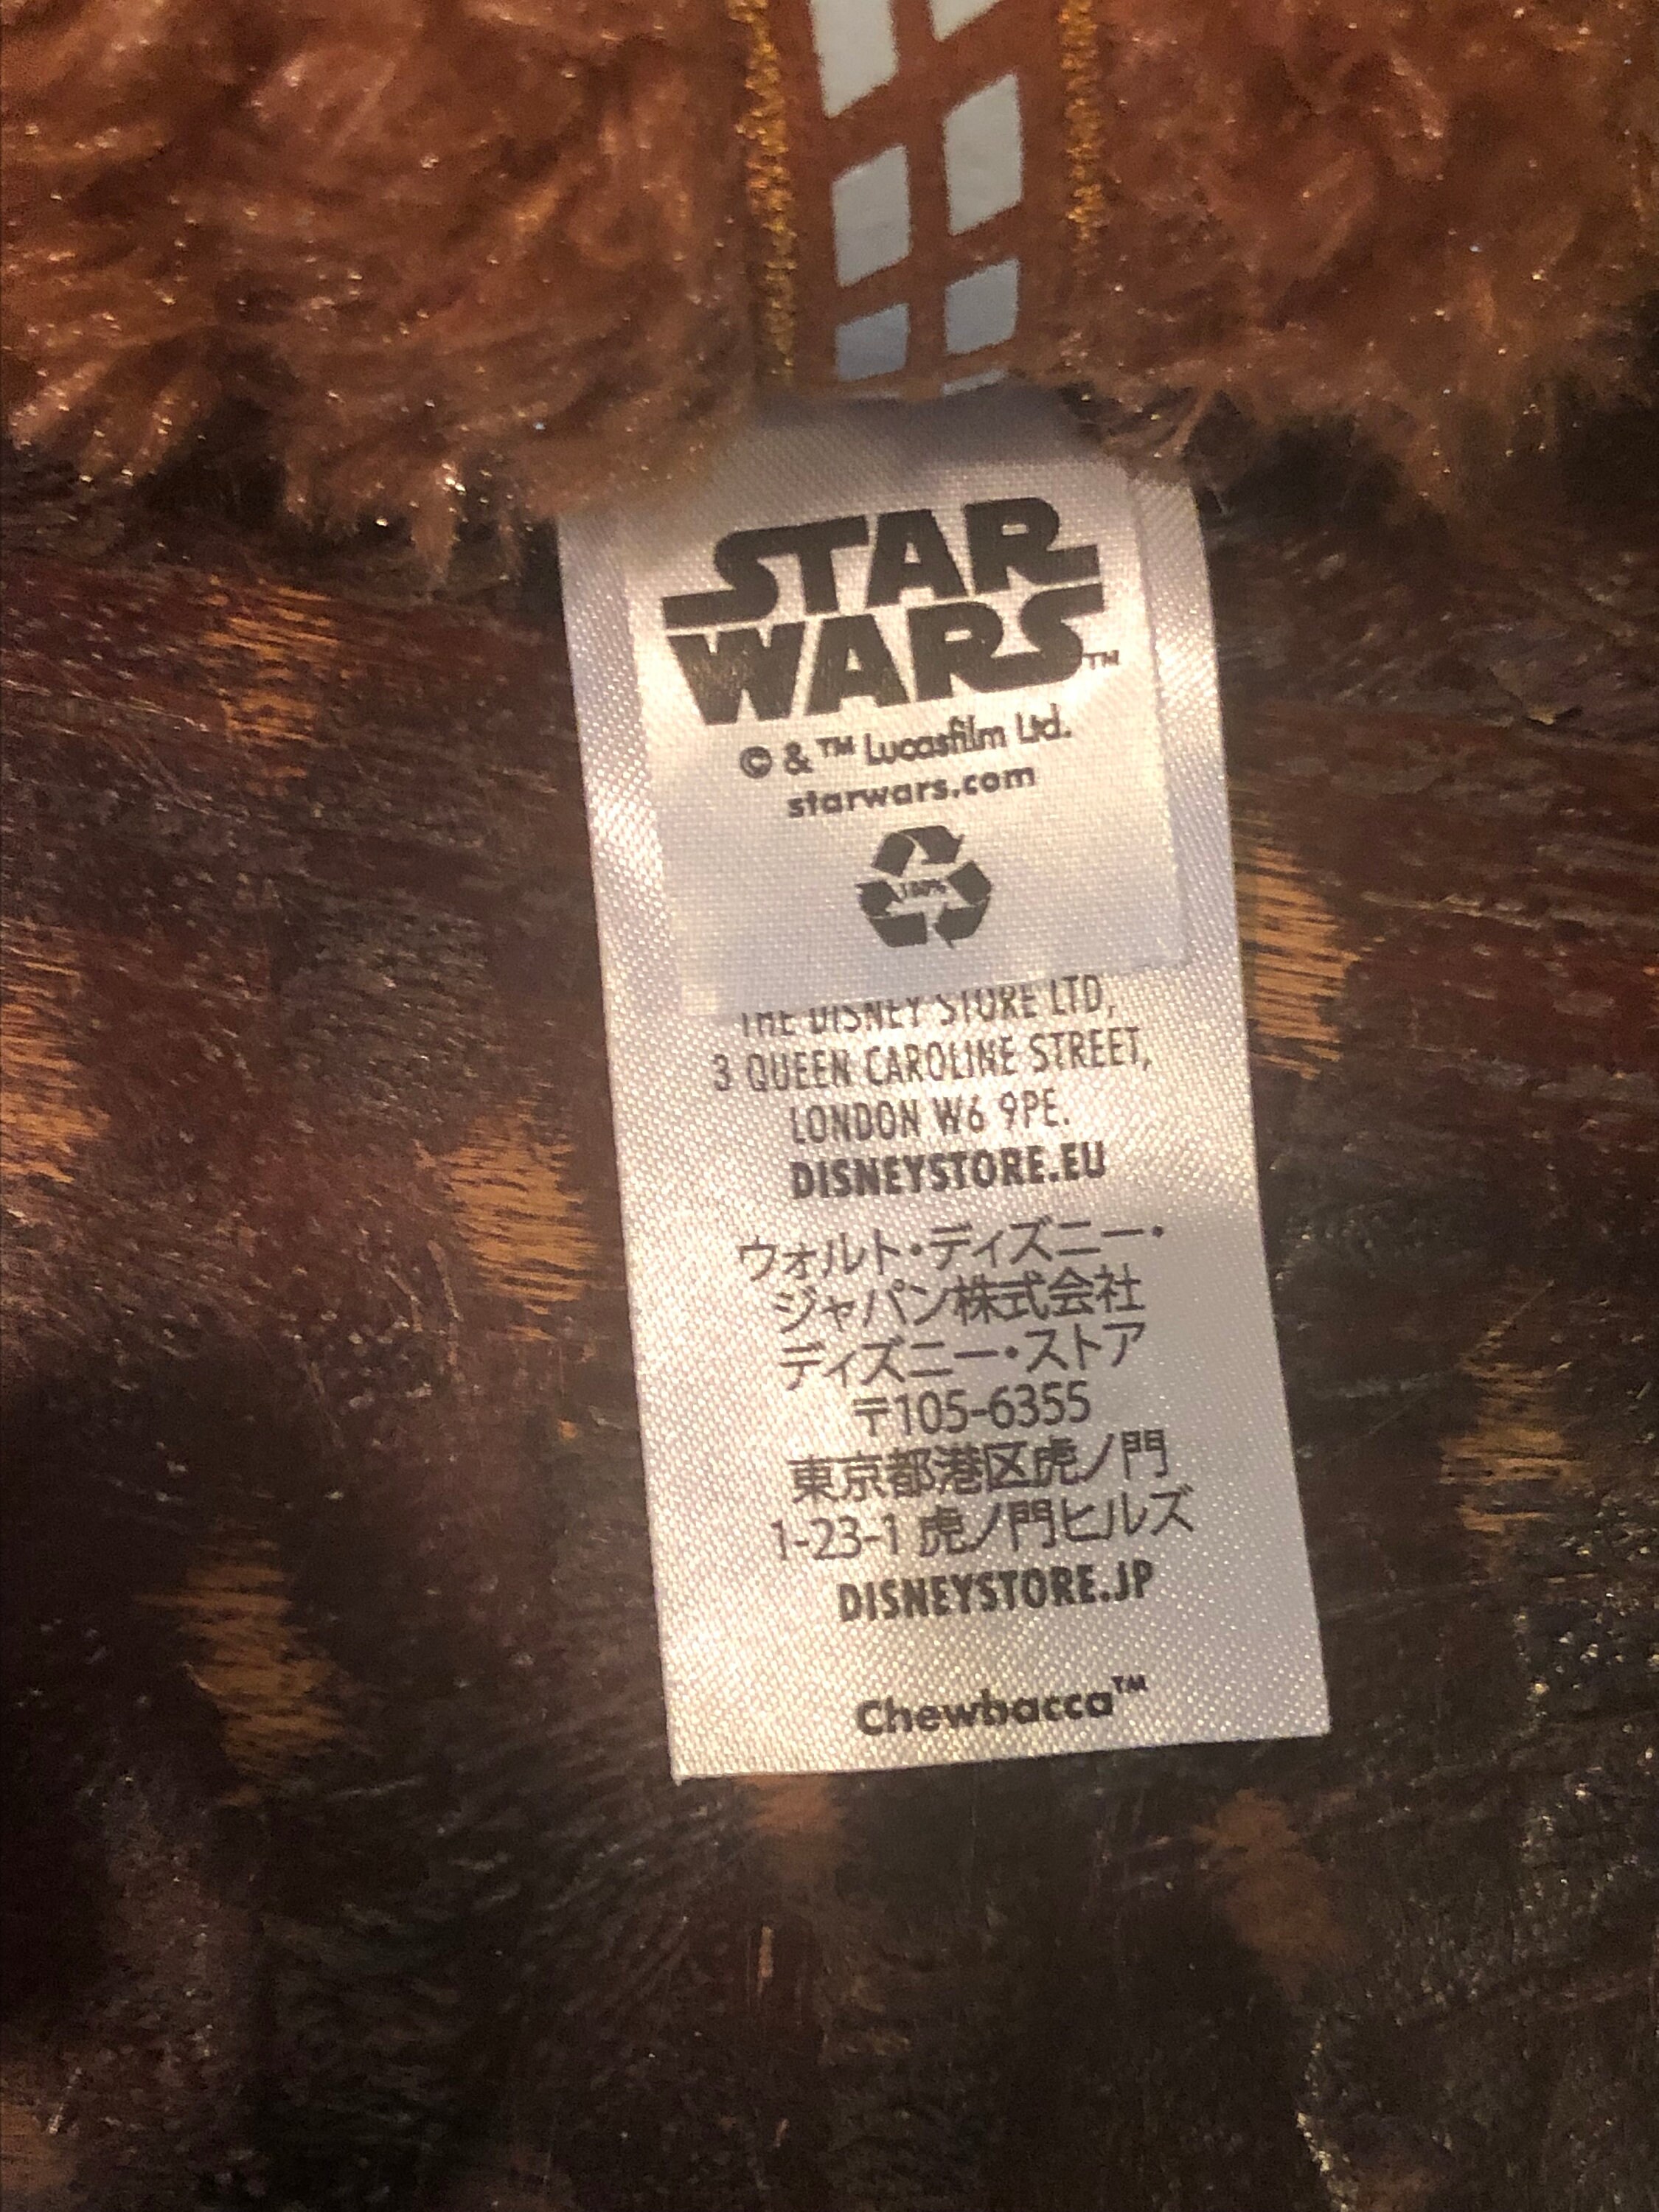 STAR
WARS™
© & ™ Lucasfilm Ltd.
starwars.com
100%
THE DISNEY STORE LTD,
3 QUEEN CAROLINE STREET,
LONDON W6 9PE.
DISNEYSTORE.EU
ウォルト・ディズニー・
ジャパン株式会社
ディズニー・ストア
〒105-6355
東京都港区虎ノ門
1-23-1 虎ノ門ヒルズ
DISNEYSTORE.JP
Chewbacca™